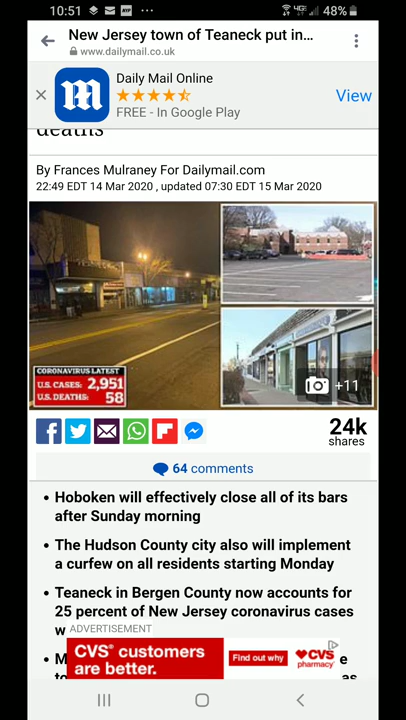 10:51
48%
New Jersey town of Teaneck put in...
www.dailymail.co.uk
Daily Mail Online
FREE - In Google Play
View
deaths
By Frances Mulraney For Dailymail.com
22:49 EDT 14 Mar 2020 , updated 07:30 EDT 15 Mar 2020
CORONAVIRUS LATEST
U.S. CASES: 2,951
U.S. DEATHS: 58
+11
24k
shares
64 comments
• Hoboken will effectively close all of its bars
after Sunday morning
• The Hudson County city also will implement
a curfew on all residents starting Monday
• Teaneck in Bergen County now accounts for
25 percent of New Jersey coronavirus cases
ADVERTISEMENT
CVS® customers
are better.
Find out why
CVS
pharmacy®